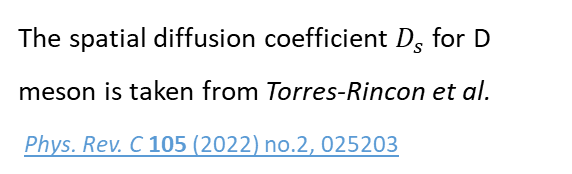 The spatial diffusion coefficient Dₛ for D
meson is taken from Torres-Rincon et al.
Phys. Rev. C 105 (2022) no.2, 025203